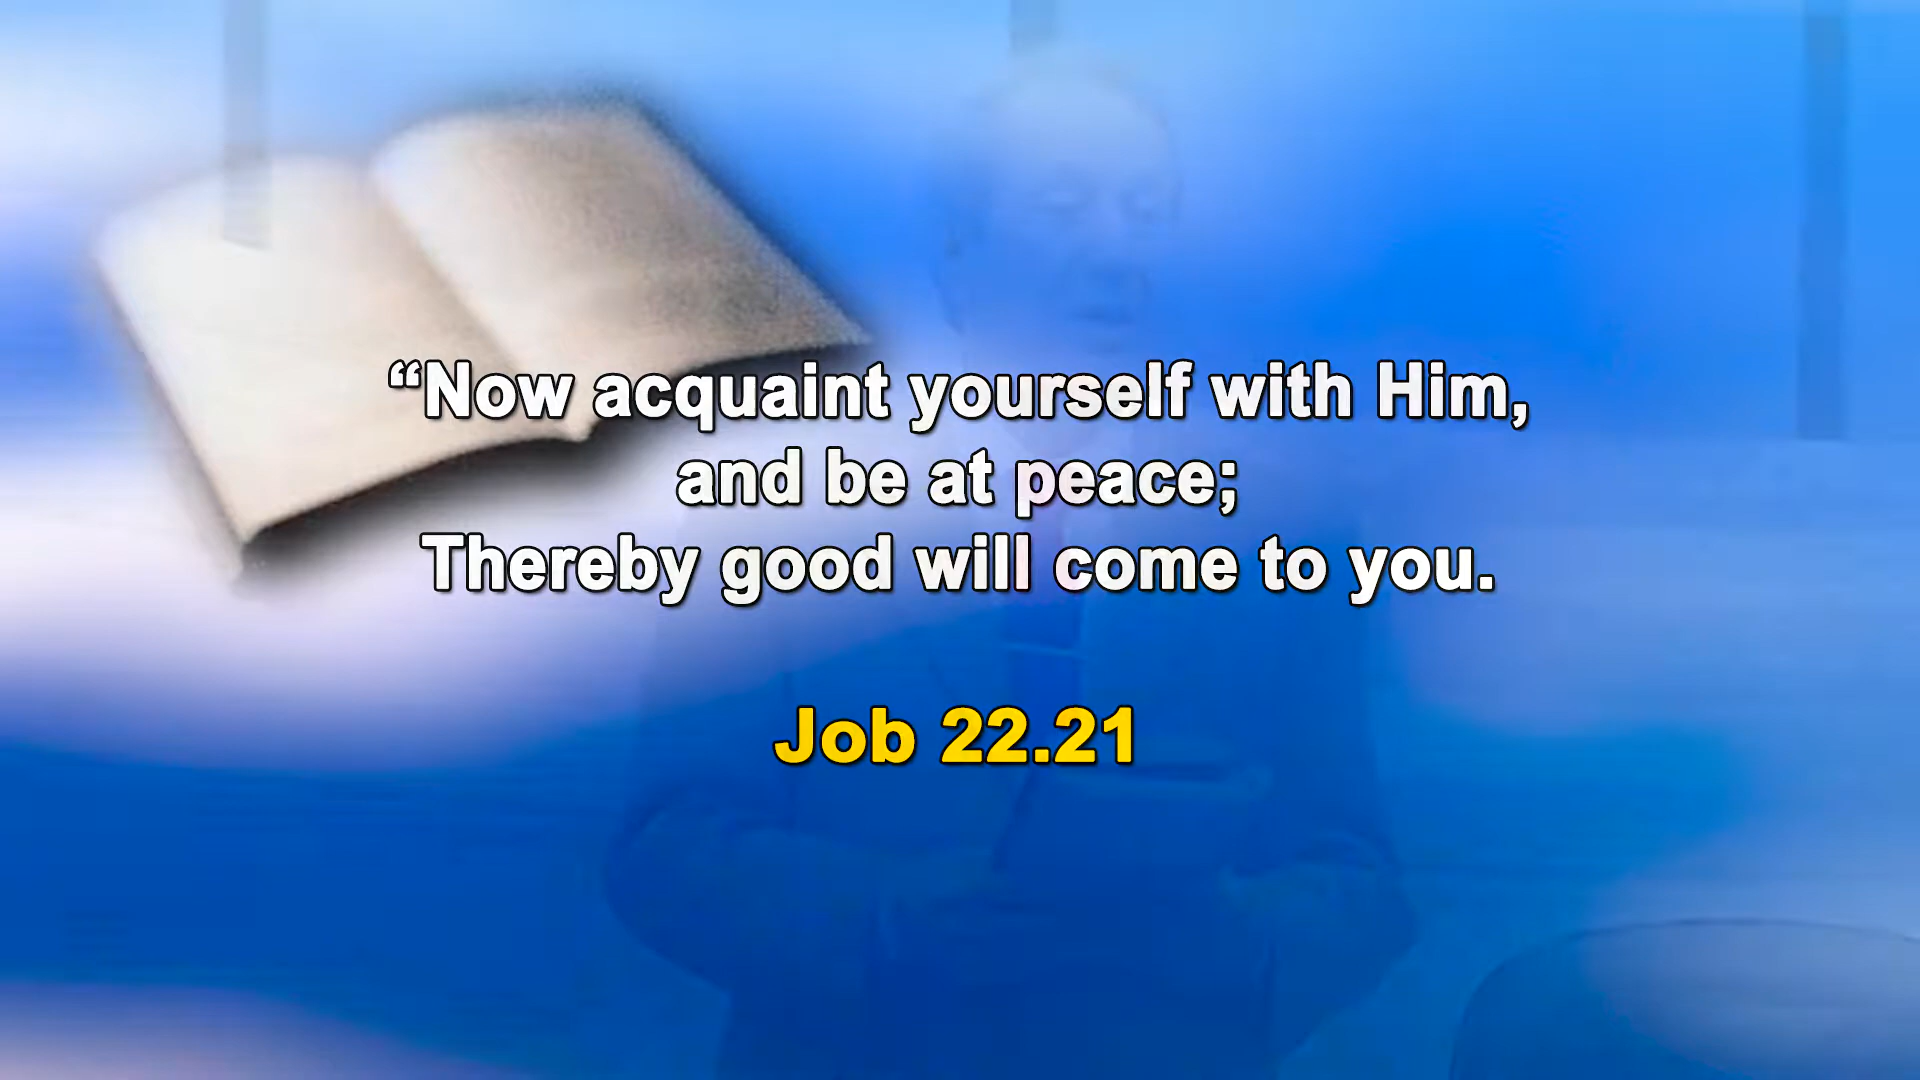 “Now acquaint yourself with Him,
and be at peace;
Thereby good will come to you.
Job 22.21